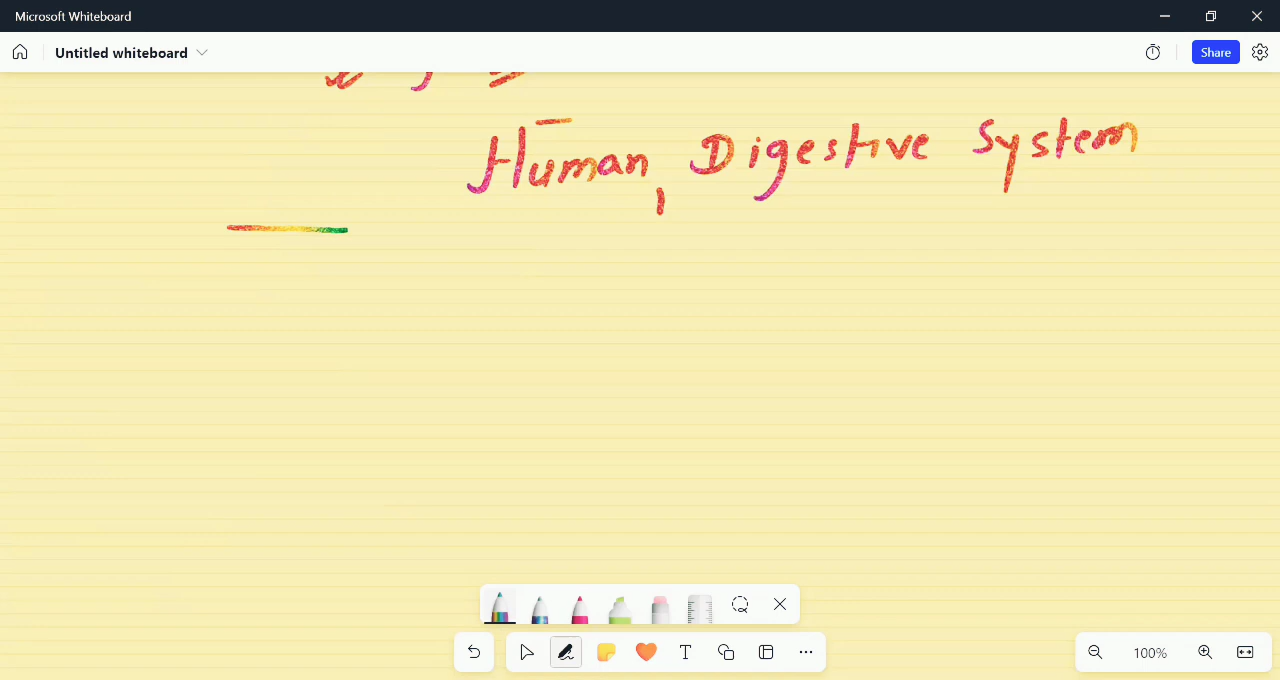 Microsoft Whiteboard
Untitled whiteboard
Share
Human, Digestive System
100%